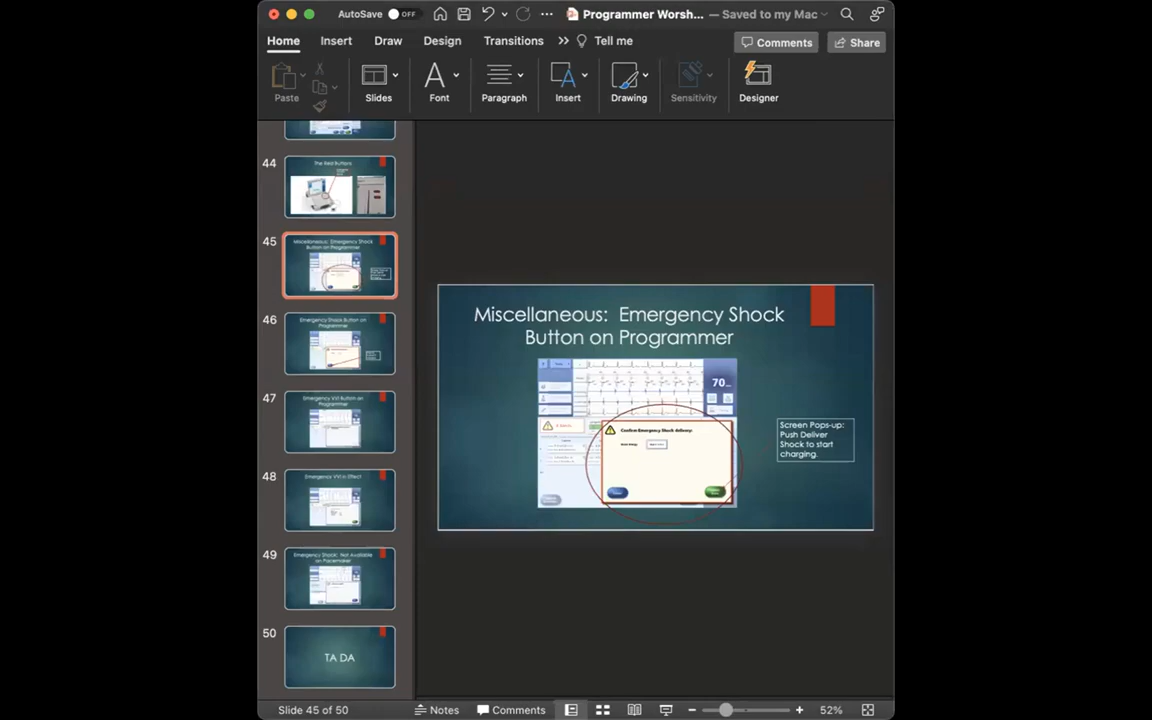 AutoSave OFF Programmer Worsh... — Saved to my Mac
Home Insert Draw Design Transitions Tell me Comments Share
Paste Slides Font Paragraph Insert Drawing Sensitivity Designer
44
The Red Buttons
45
Miscellaneous: Emergency Shock
Button on Programmer
46
Emergency Shock Button on
Programmer
47
Emergency VVI Button on
Programmer
48
Emergency VVI in Effect
49
Emergency Shock: Not Available
on Pacemaker
50
TA DA
Miscellaneous: Emergency Shock
Button on Programmer
70
Confirm Emergency Shock delivery:
Screen Pops-up:
Push Deliver
Shock to start
charging.
Slide 45 of 50 Notes Comments 52%